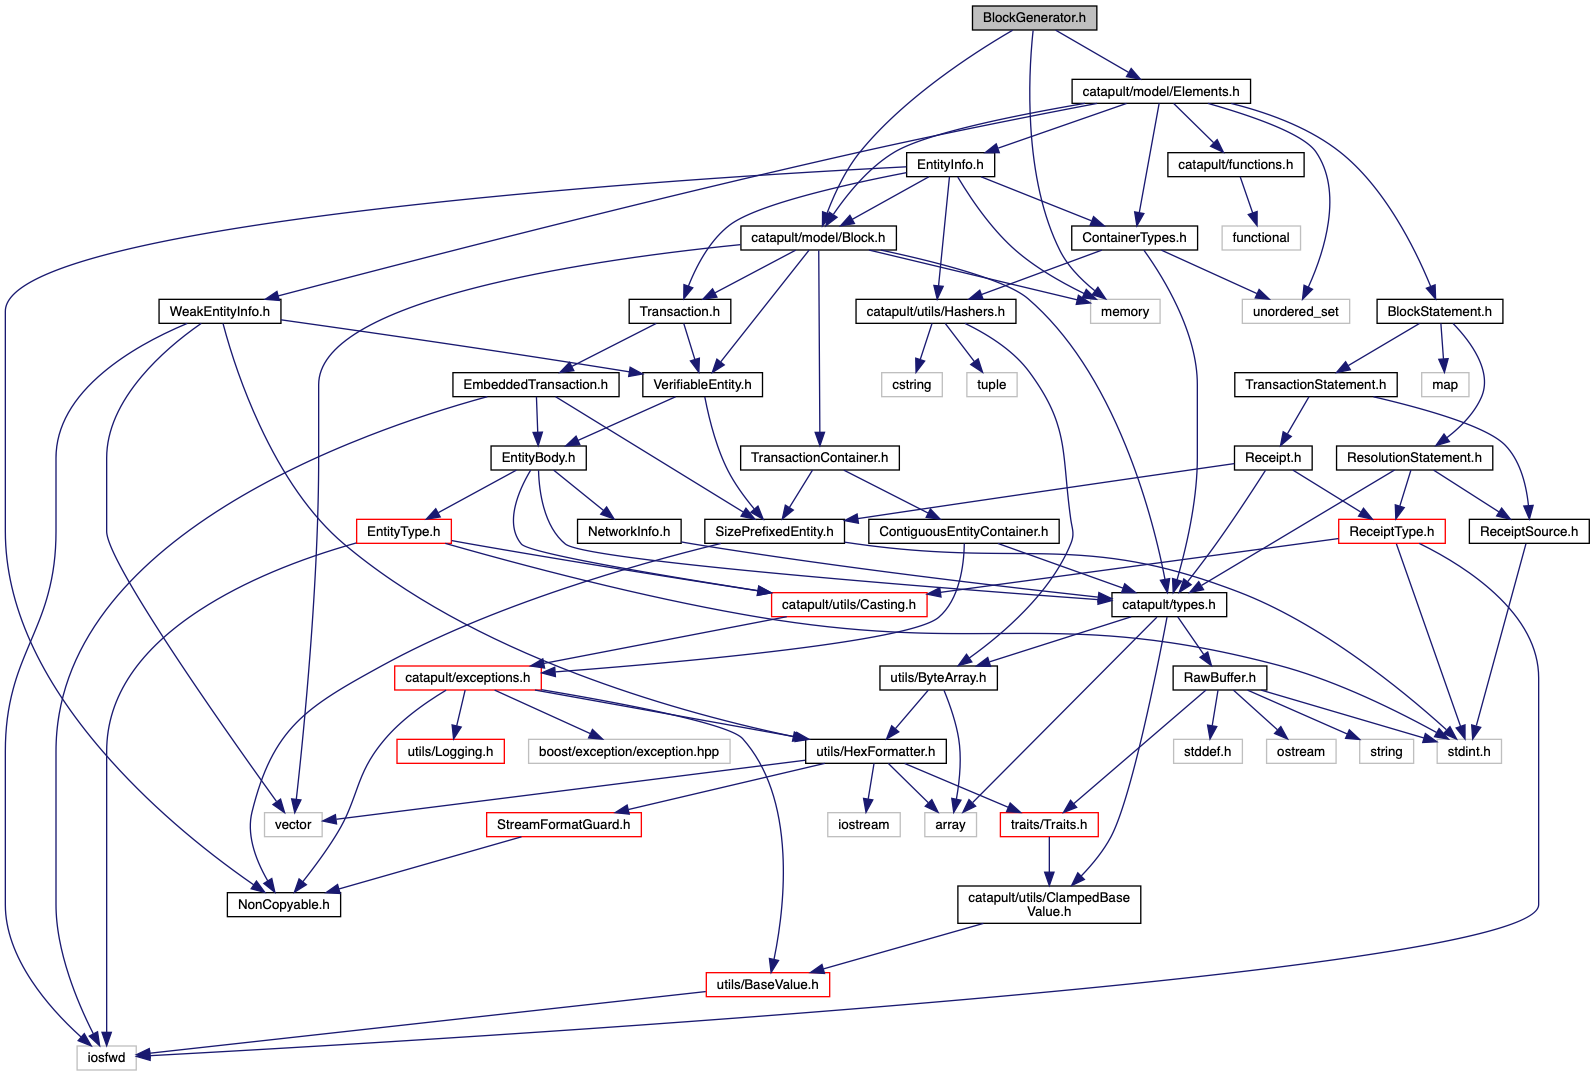 BlockGenerator.h
catapult/model/Elements.h
EntityInfo.h
catapult/functions.h
catapult/model/Block.h
ContainerTypes.h
functional
WeakEntityInfo.h
Transaction.h
catapult/utils/Hashers.h
memory
unordered_set
BlockStatement.h
EmbeddedTransaction.h
VerifiableEntity.h
cstring
tuple
TransactionStatement.h
map
EntityBody.h
TransactionContainer.h
Receipt.h
ResolutionStatement.h
EntityType.h
NetworkInfo.h
SizePrefixedEntity.h
ContiguousEntityContainer.h
ReceiptType.h
ReceiptSource.h
catapult/utils/Casting.h
catapult/types.h
catapult/exceptions.h
utils/ByteArray.h
RawBuffer.h
utils/Logging.h
boost/exception/exception.hpp
utils/HexFormatter.h
stddef.h
ostream
string
stdint.h
vector
StreamFormatGuard.h
iostream
array
traits/Traits.h
NonCopyable.h
catapult/utils/ClampedBase
Value.h
utils/BaseValue.h
iosfwd